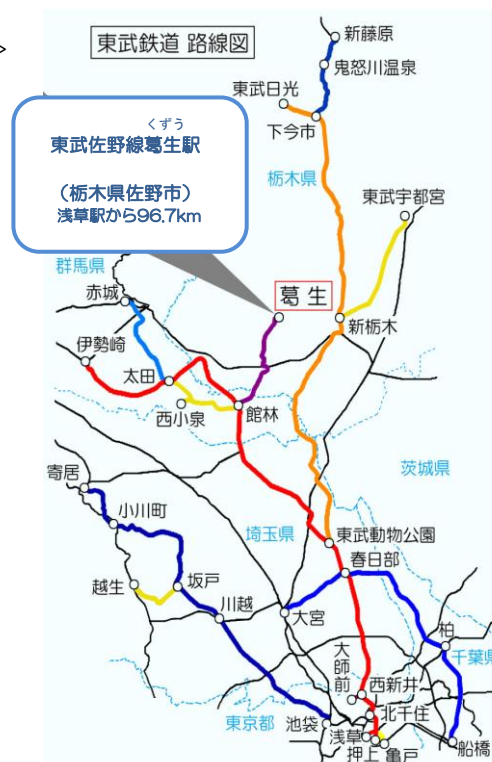 >
東武鉄道 路線図
新藤原
鬼怒川温泉
東武日光
下今市
くずう
東武佐野線葛生駅
（栃木県佐野市）
浅草駅から96.7km
栃木県
東武宇都宮
群馬県
赤城
葛生
新栃木
伊勢崎
太田
西小泉
館林
茨城県
寄居
小川町
埼玉県
東武動物公園
春日部
越生
坂戸
川越
大宮
柏
千葉県
大師前
西新井
北千住
東京都
池袋
浅草
押上
亀戸
船橋